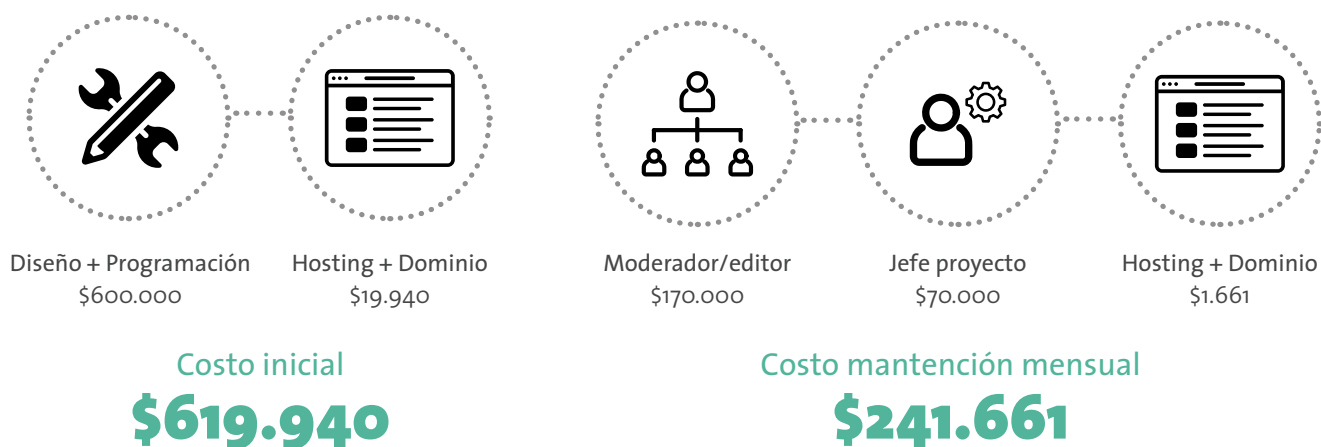 Diseño + Programación
$600.000
Hosting + Dominio
$19.940
Moderador/editor
$170.000
Jefe proyecto
$70.000
Hosting + Dominio
$1.661
Costo inicial
$619.940
Costo mantención mensual
$241.661